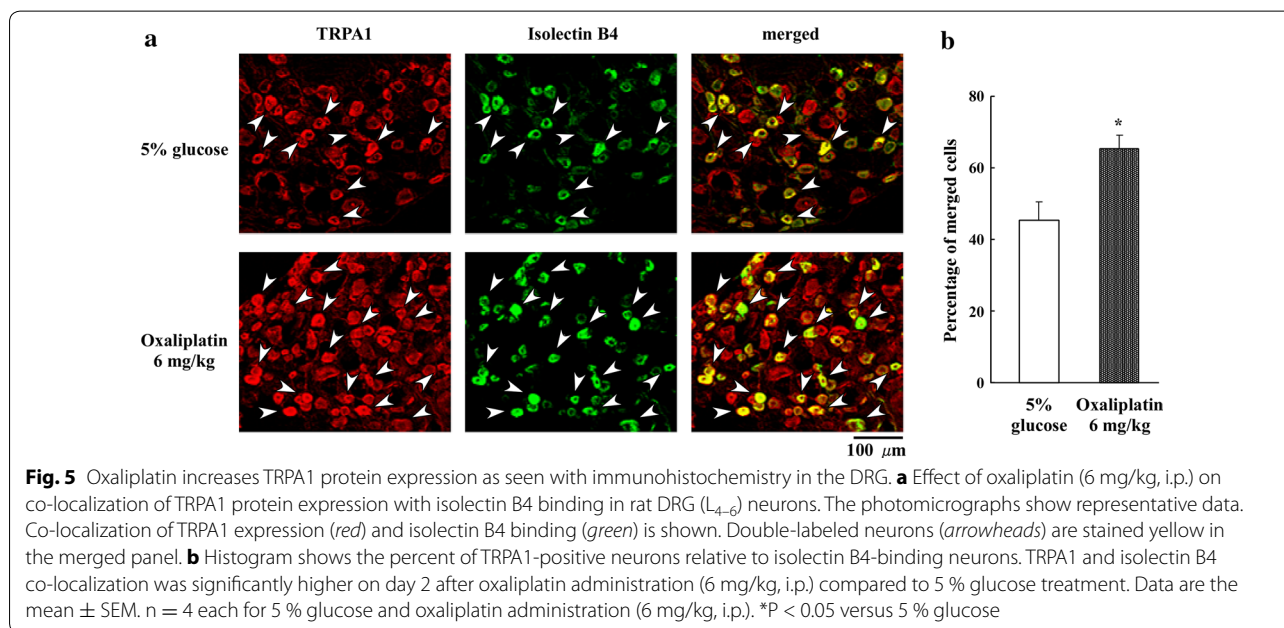 a
TRPA1
Isolectin B4
merged
5% glucose
Oxaliplatin
6 mg/kg
100 μm
b
Percentage of merged cells
80
60
40
20
0
*
5%
glucose
Oxaliplatin
6 mg/kg
Fig. 5 Oxaliplatin increases TRPA1 protein expression as seen with immunohistochemistry in the DRG. a Effect of oxaliplatin (6 mg/kg, i.p.) on
co-localization of TRPA1 protein expression with isolectin B4 binding in rat DRG (L4–6) neurons. The photomicrographs show representative data.
Co-localization of TRPA1 expression (red) and isolectin B4 binding (green) is shown. Double-labeled neurons (arrowheads) are stained yellow in
the merged panel. b Histogram shows the percent of TRPA1-positive neurons relative to isolectin B4-binding neurons. TRPA1 and isolectin B4
co-localization was significantly higher on day 2 after oxaliplatin administration (6 mg/kg, i.p.) compared to 5 % glucose treatment. Data are the
mean ± SEM. n = 4 each for 5 % glucose and oxaliplatin administration (6 mg/kg, i.p.). *P < 0.05 versus 5 % glucose